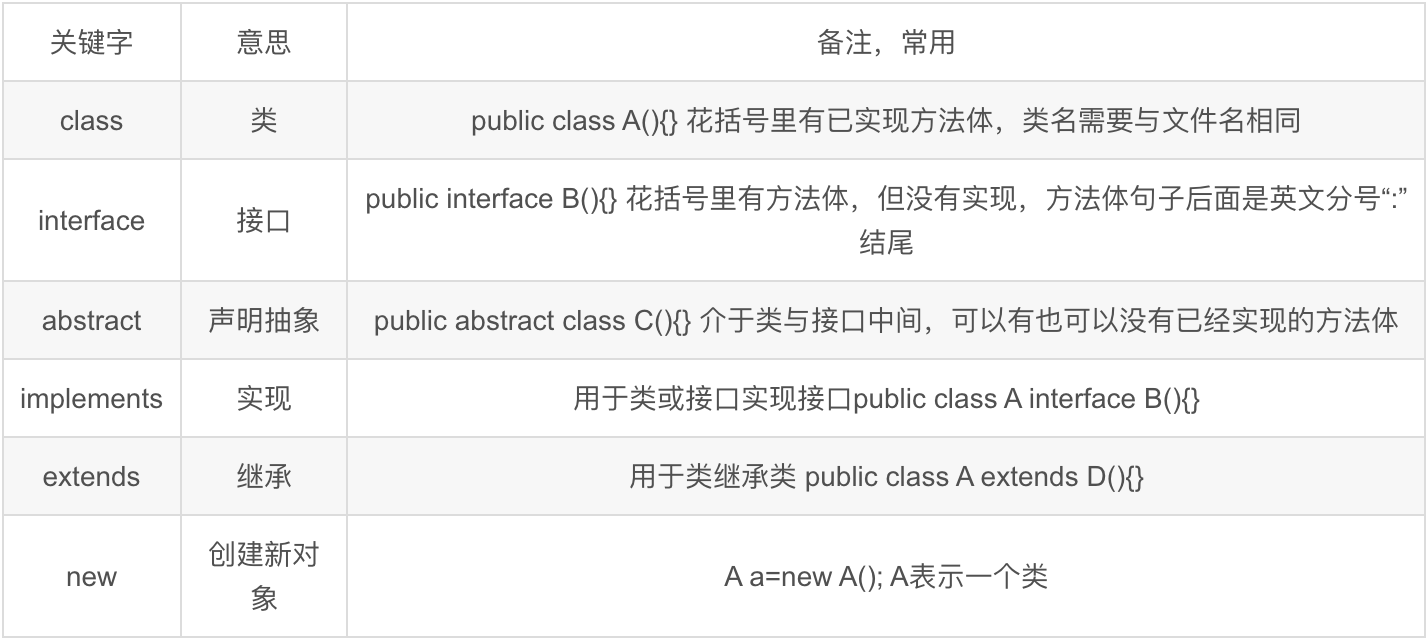 关键字 意思 备注，常用
class 类 public class A(){} 花括号里有已实现方法体，类名需要与文件名相同
interface 接口 public interface B(){} 花括号里有方法体，但没有实现，方法体句子后面是英文分号“:”
结尾
abstract 声明抽象 public abstract class C(){} 介于类与接口中间，可以有也可以没有已经实现的方法体
implements 实现 用于类或接口实现接口public class A interface B(){}
extends 继承 用于类继承类 public class A extends D(){}
new 创建新对
象 A a=new A(); A表示一个类